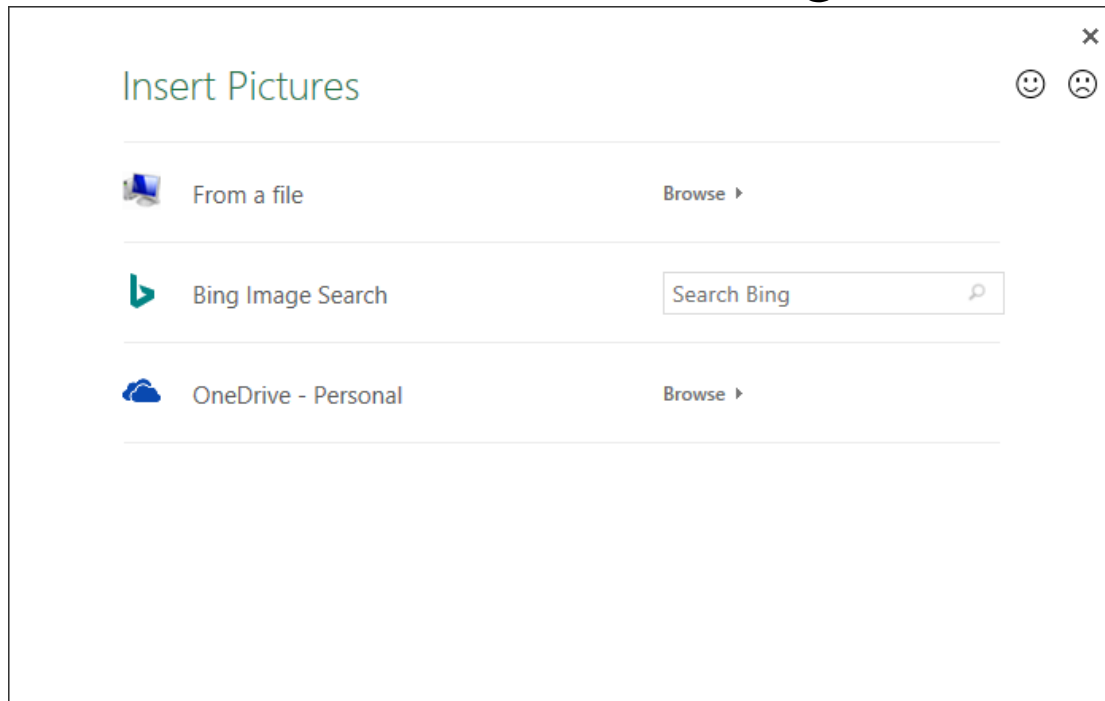 Insert Pictures
From a file Browse
Bing Image Search Search Bing
OneDrive - Personal Browse